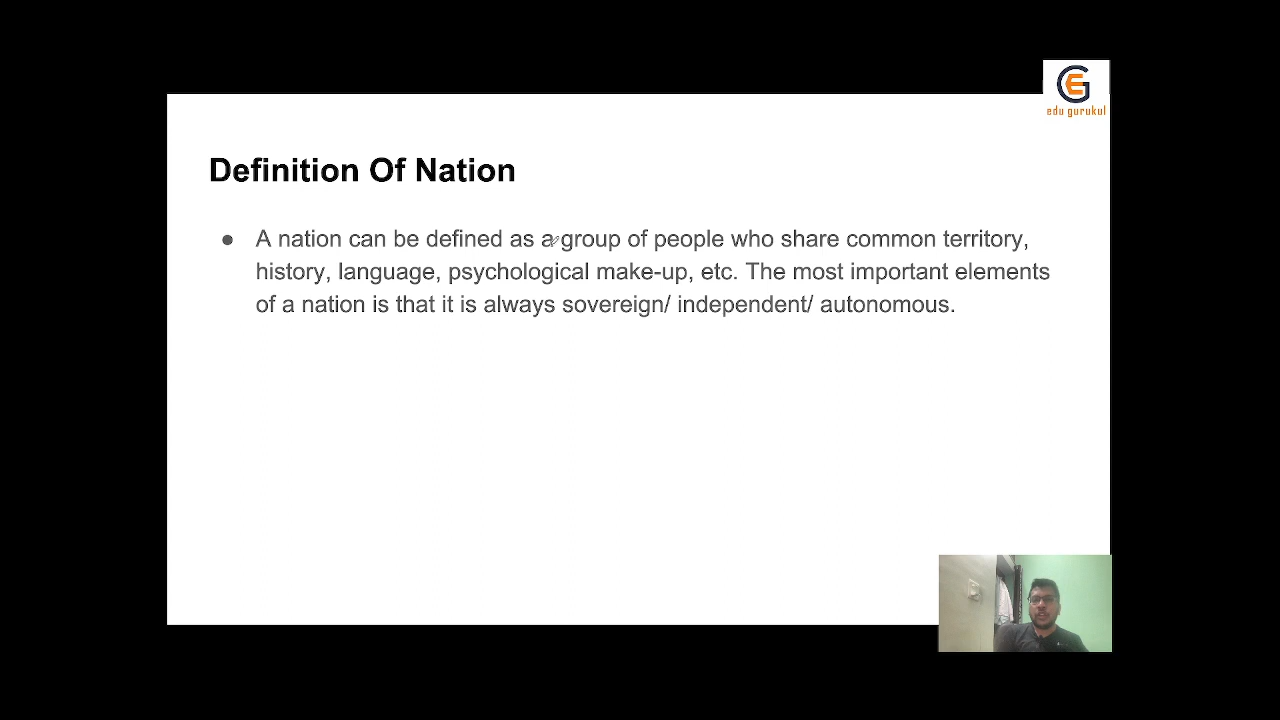 edu gurukul
Definition Of Nation
● A nation can be defined as a group of people who share common territory,
history, language, psychological make-up, etc. The most important elements
of a nation is that it is always sovereign/ independent/ autonomous.